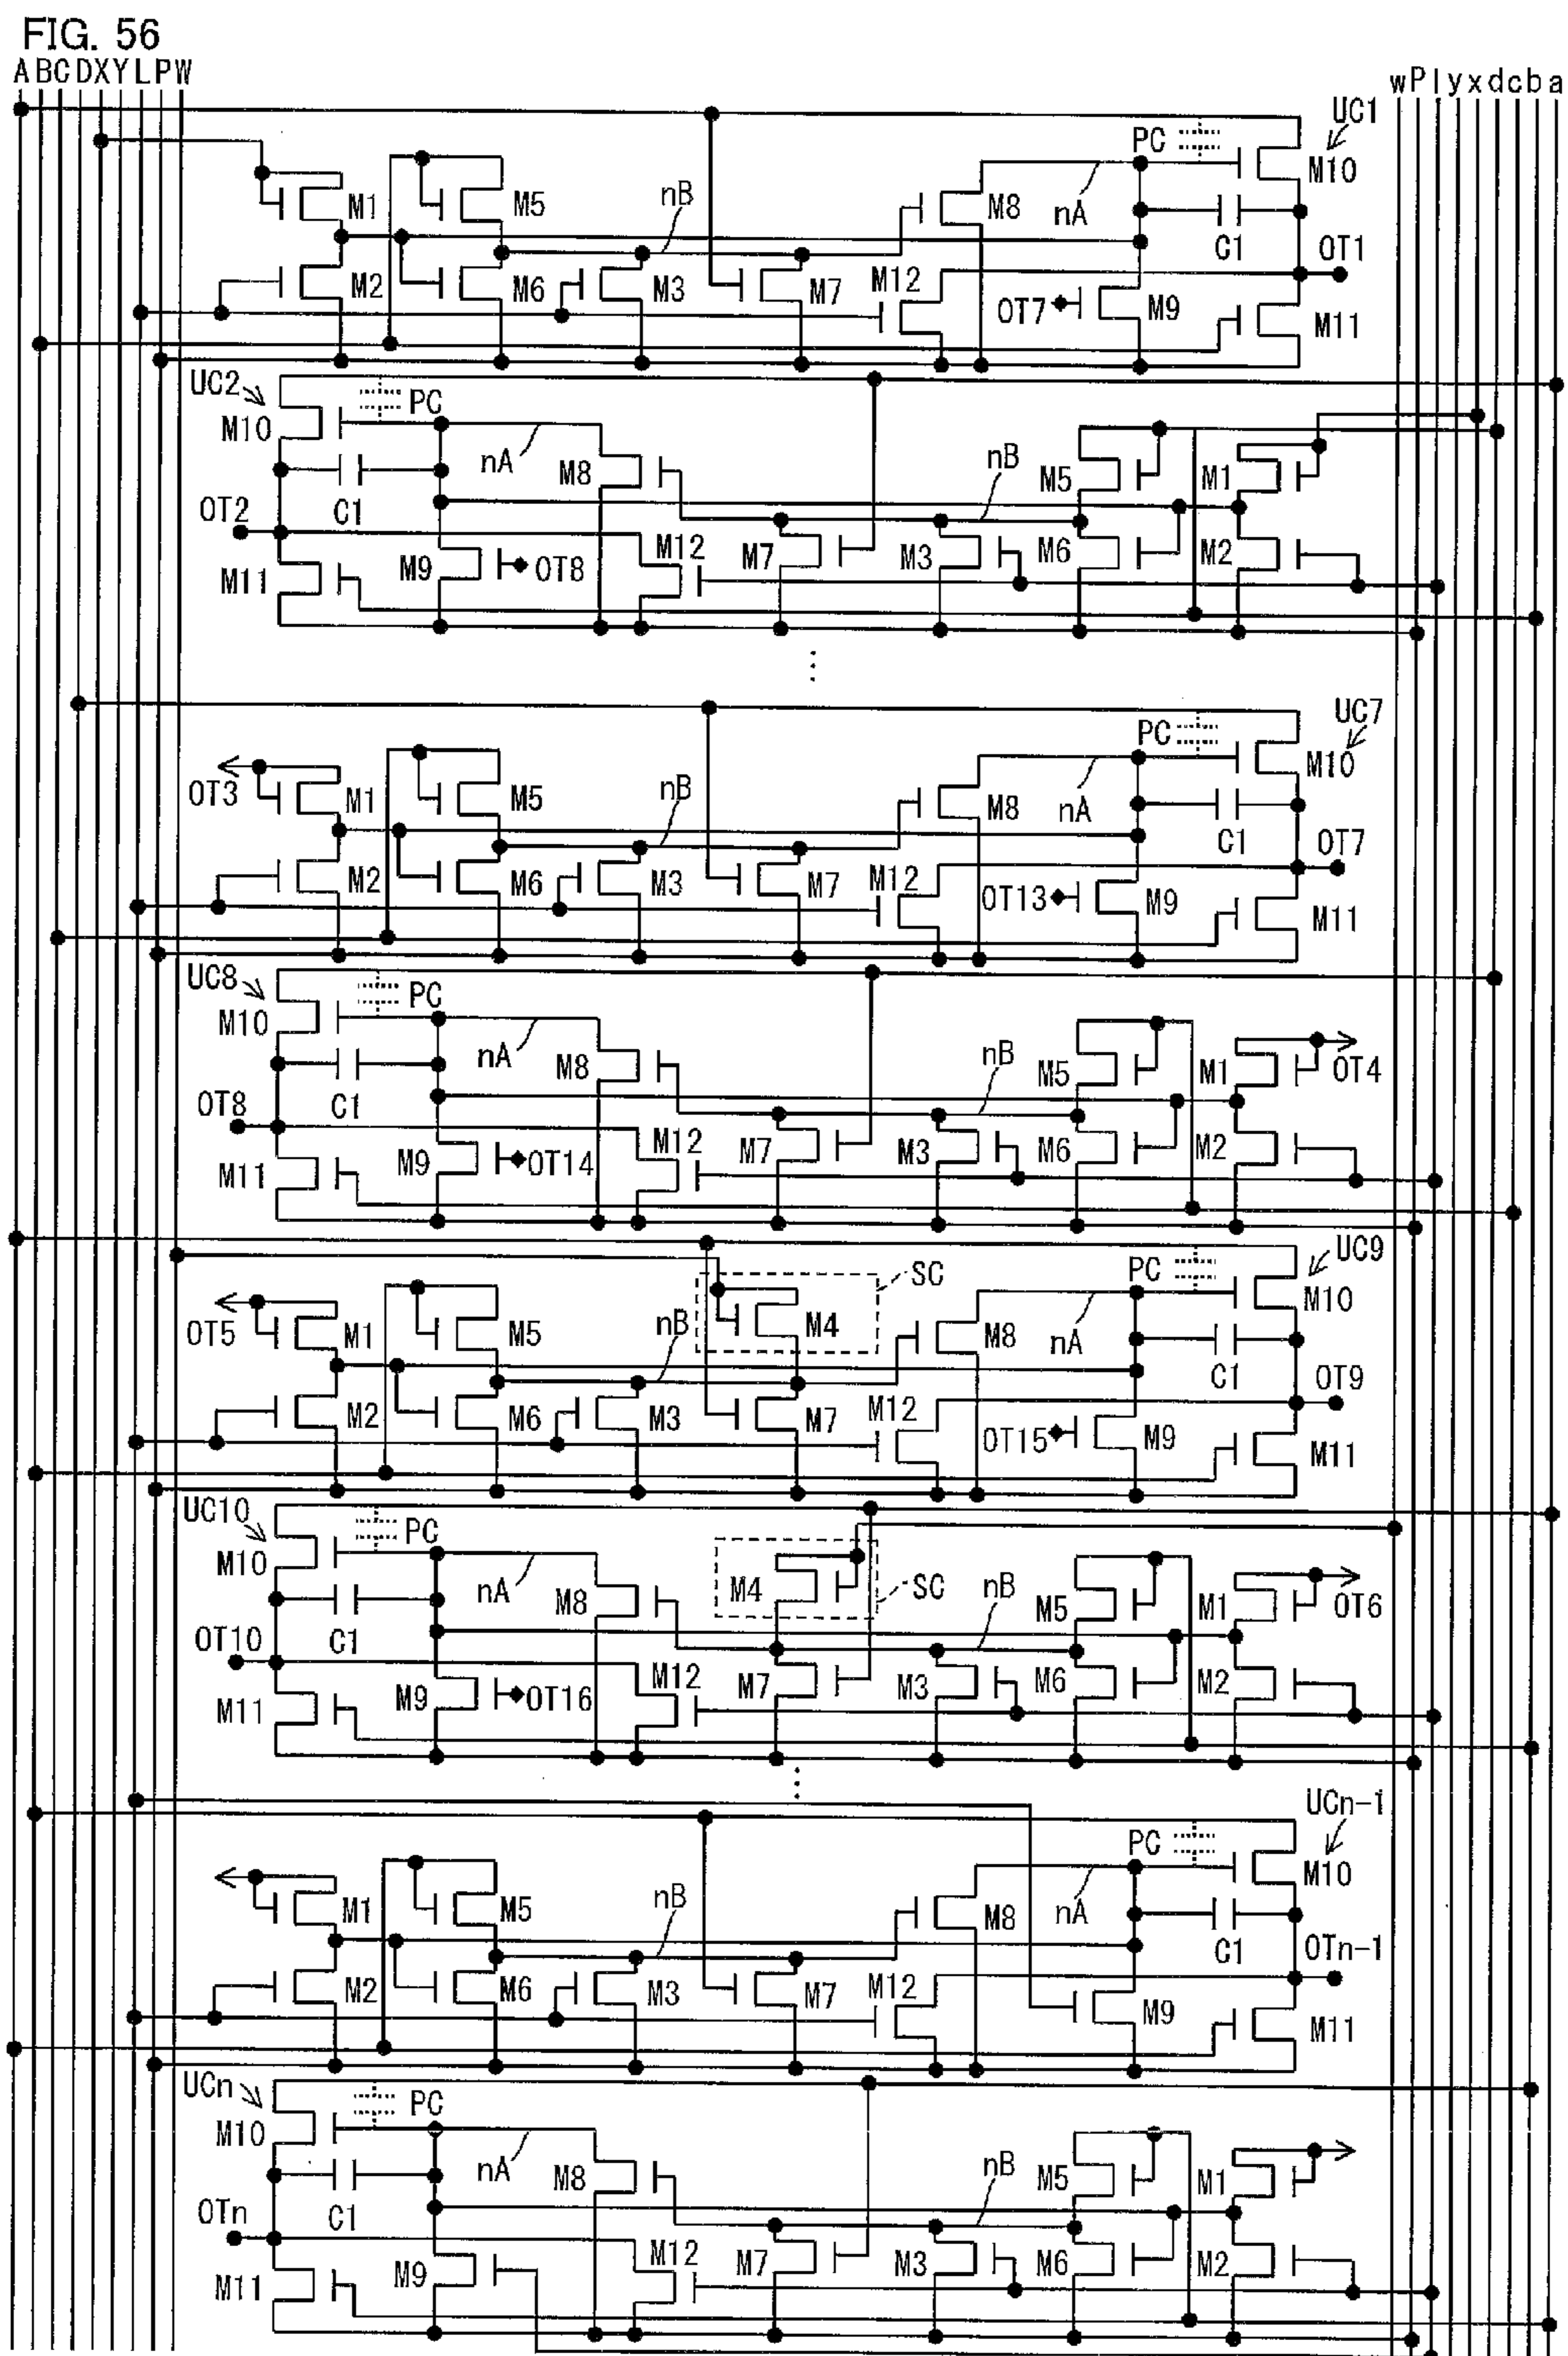 FIG. 56
A B C D X Y L P W
w P l y x d c b a
UC1
PC
M10
M1
M5
nB
M8
nA
C1
OT1
M2
M6
M3
M7
M12
OT7
M9
M11
UC2
PC
M10
nA
M8
nB
M5
M1
OT2
C1
M11
M9
OT8
M12
M7
M3
M6
M2
UC7
PC
M10
OT3
M1
M5
nB
M8
nA
C1
OT7
M2
M6
M3
M7
M12
OT13
M9
M11
UC8
PC
M10
nA
M8
nB
M5
M1
OT4
OT8
C1
M11
M9
OT14
M12
M7
M3
M6
M2
UC9
PC
SC
M10
OT5
M1
M5
nB
M4
M8
nA
C1
OT9
M2
M6
M3
M7
M12
OT15
M9
M11
UC10
PC
M10
nA
M8
M4
SC
nB
M5
M1
OT6
OT10
C1
M11
M9
OT16
M12
M7
M3
M6
M2
UCn-1
PC
M10
M1
M5
nB
M8
nA
C1
OTn-1
M2
M6
M3
M7
M12
M9
M11
UCn
PC
M10
nA
M8
nB
M5
M1
OTn
C1
M11
M9
M12
M7
M3
M6
M2